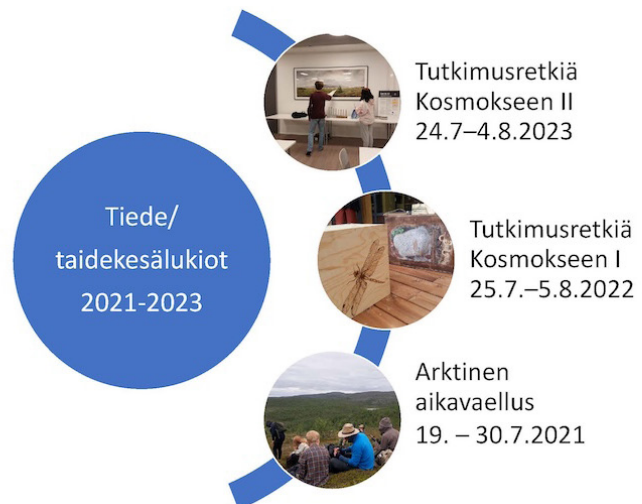 Tiede/
taidekesälukiot
2021-2023
Tutkimusretkiä
Kosmokseen II
24.7–4.8.2023
Tutkimusretkiä
Kosmokseen I
25.7.–5.8.2022
Arktinen
aikavaellus
19. – 30.7.2021